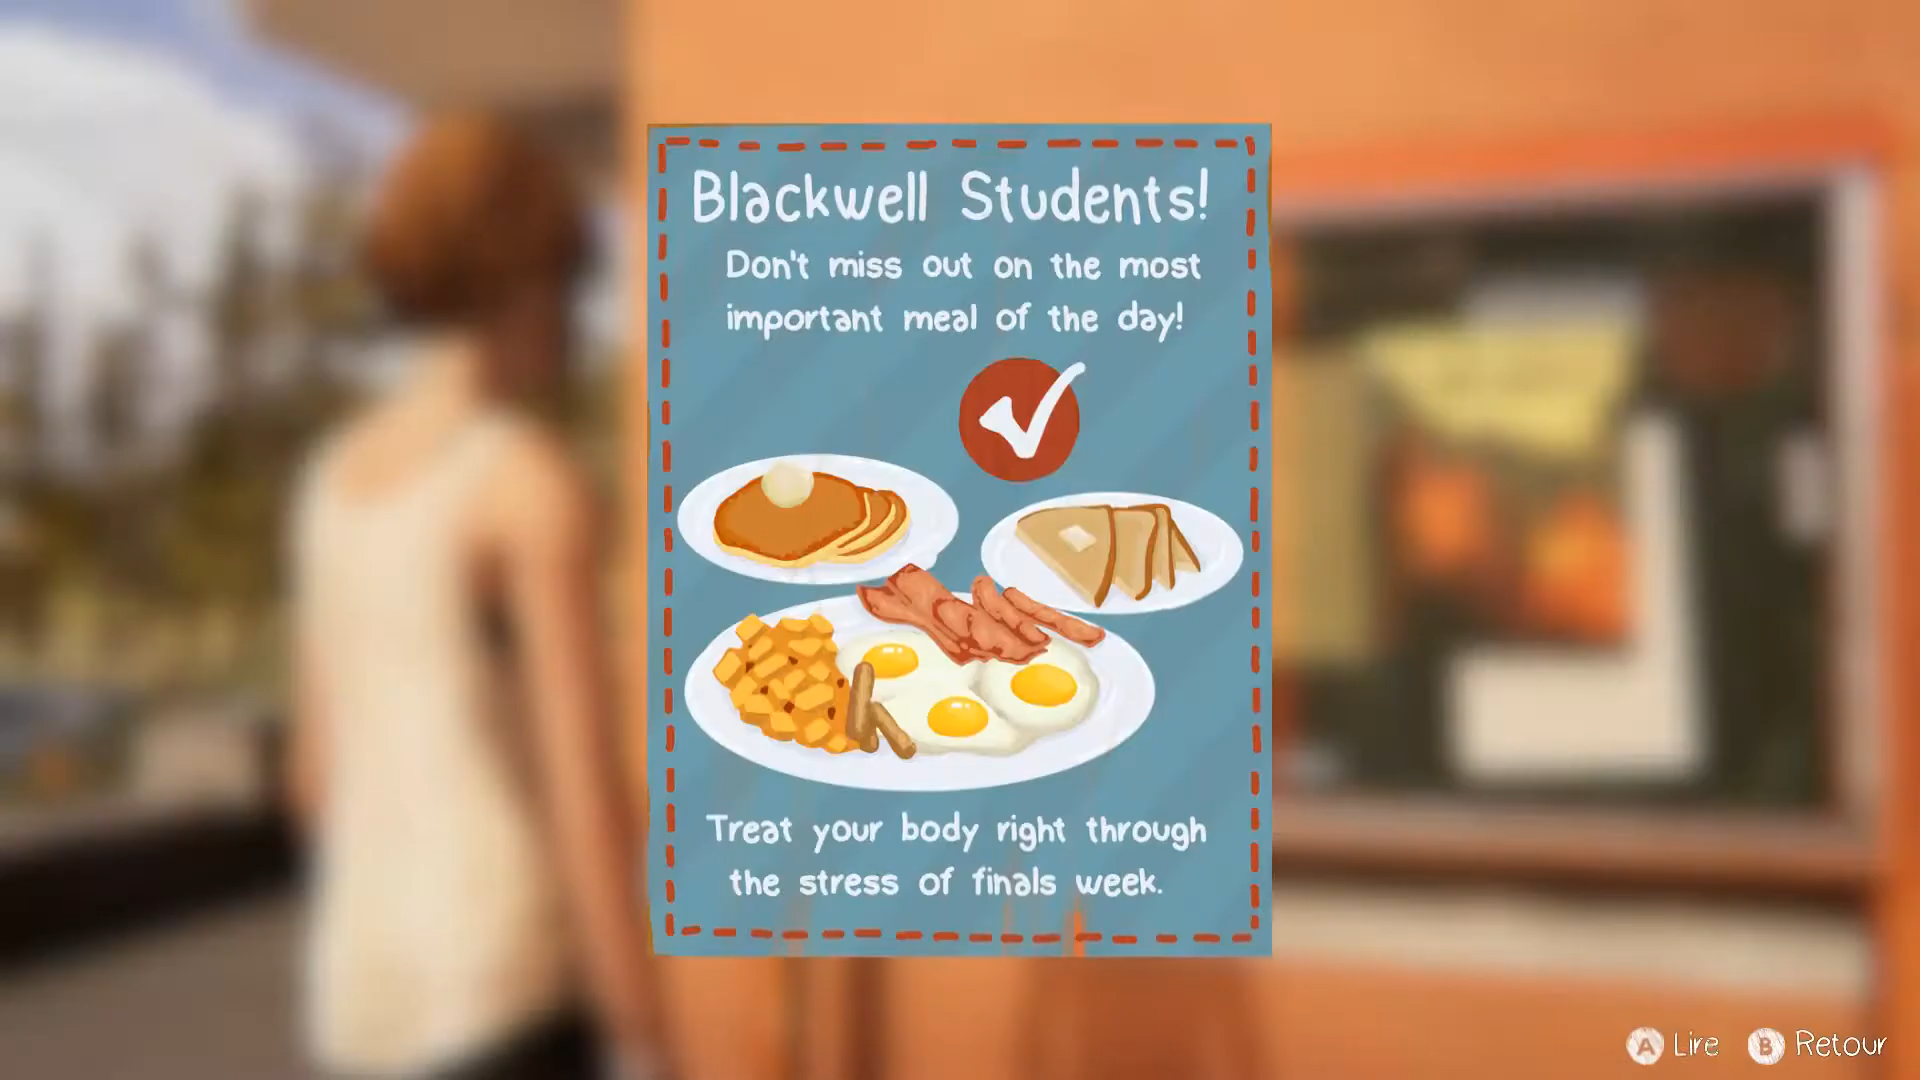 Blackwell Students!
Don't miss out on the most
important meal of the day!
Treat your body right through
the stress of finals week.
A Lire B Retour